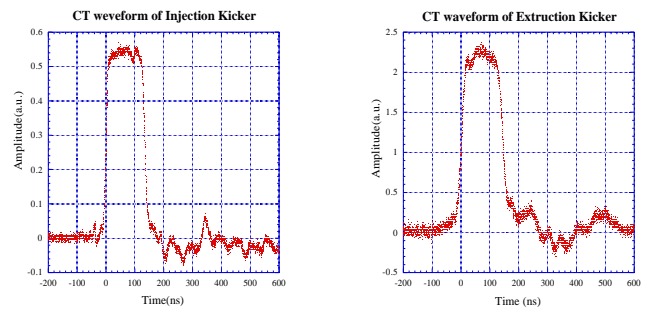 CT weveform of Injection Kicker
0.6
0.5
0.4
0.3
0.2
0.1
0
-0.1
Amplitude(a.u.)
-200 -100 0 100 200 300 400 500 600
Time(ns)
CT waveform of Extruction Kicker
2.5
2
1.5
1
0.5
0
-0.5
Amplitude(a.u.)
-200 -100 0 100 200 300 400 500 600
Time (ns)